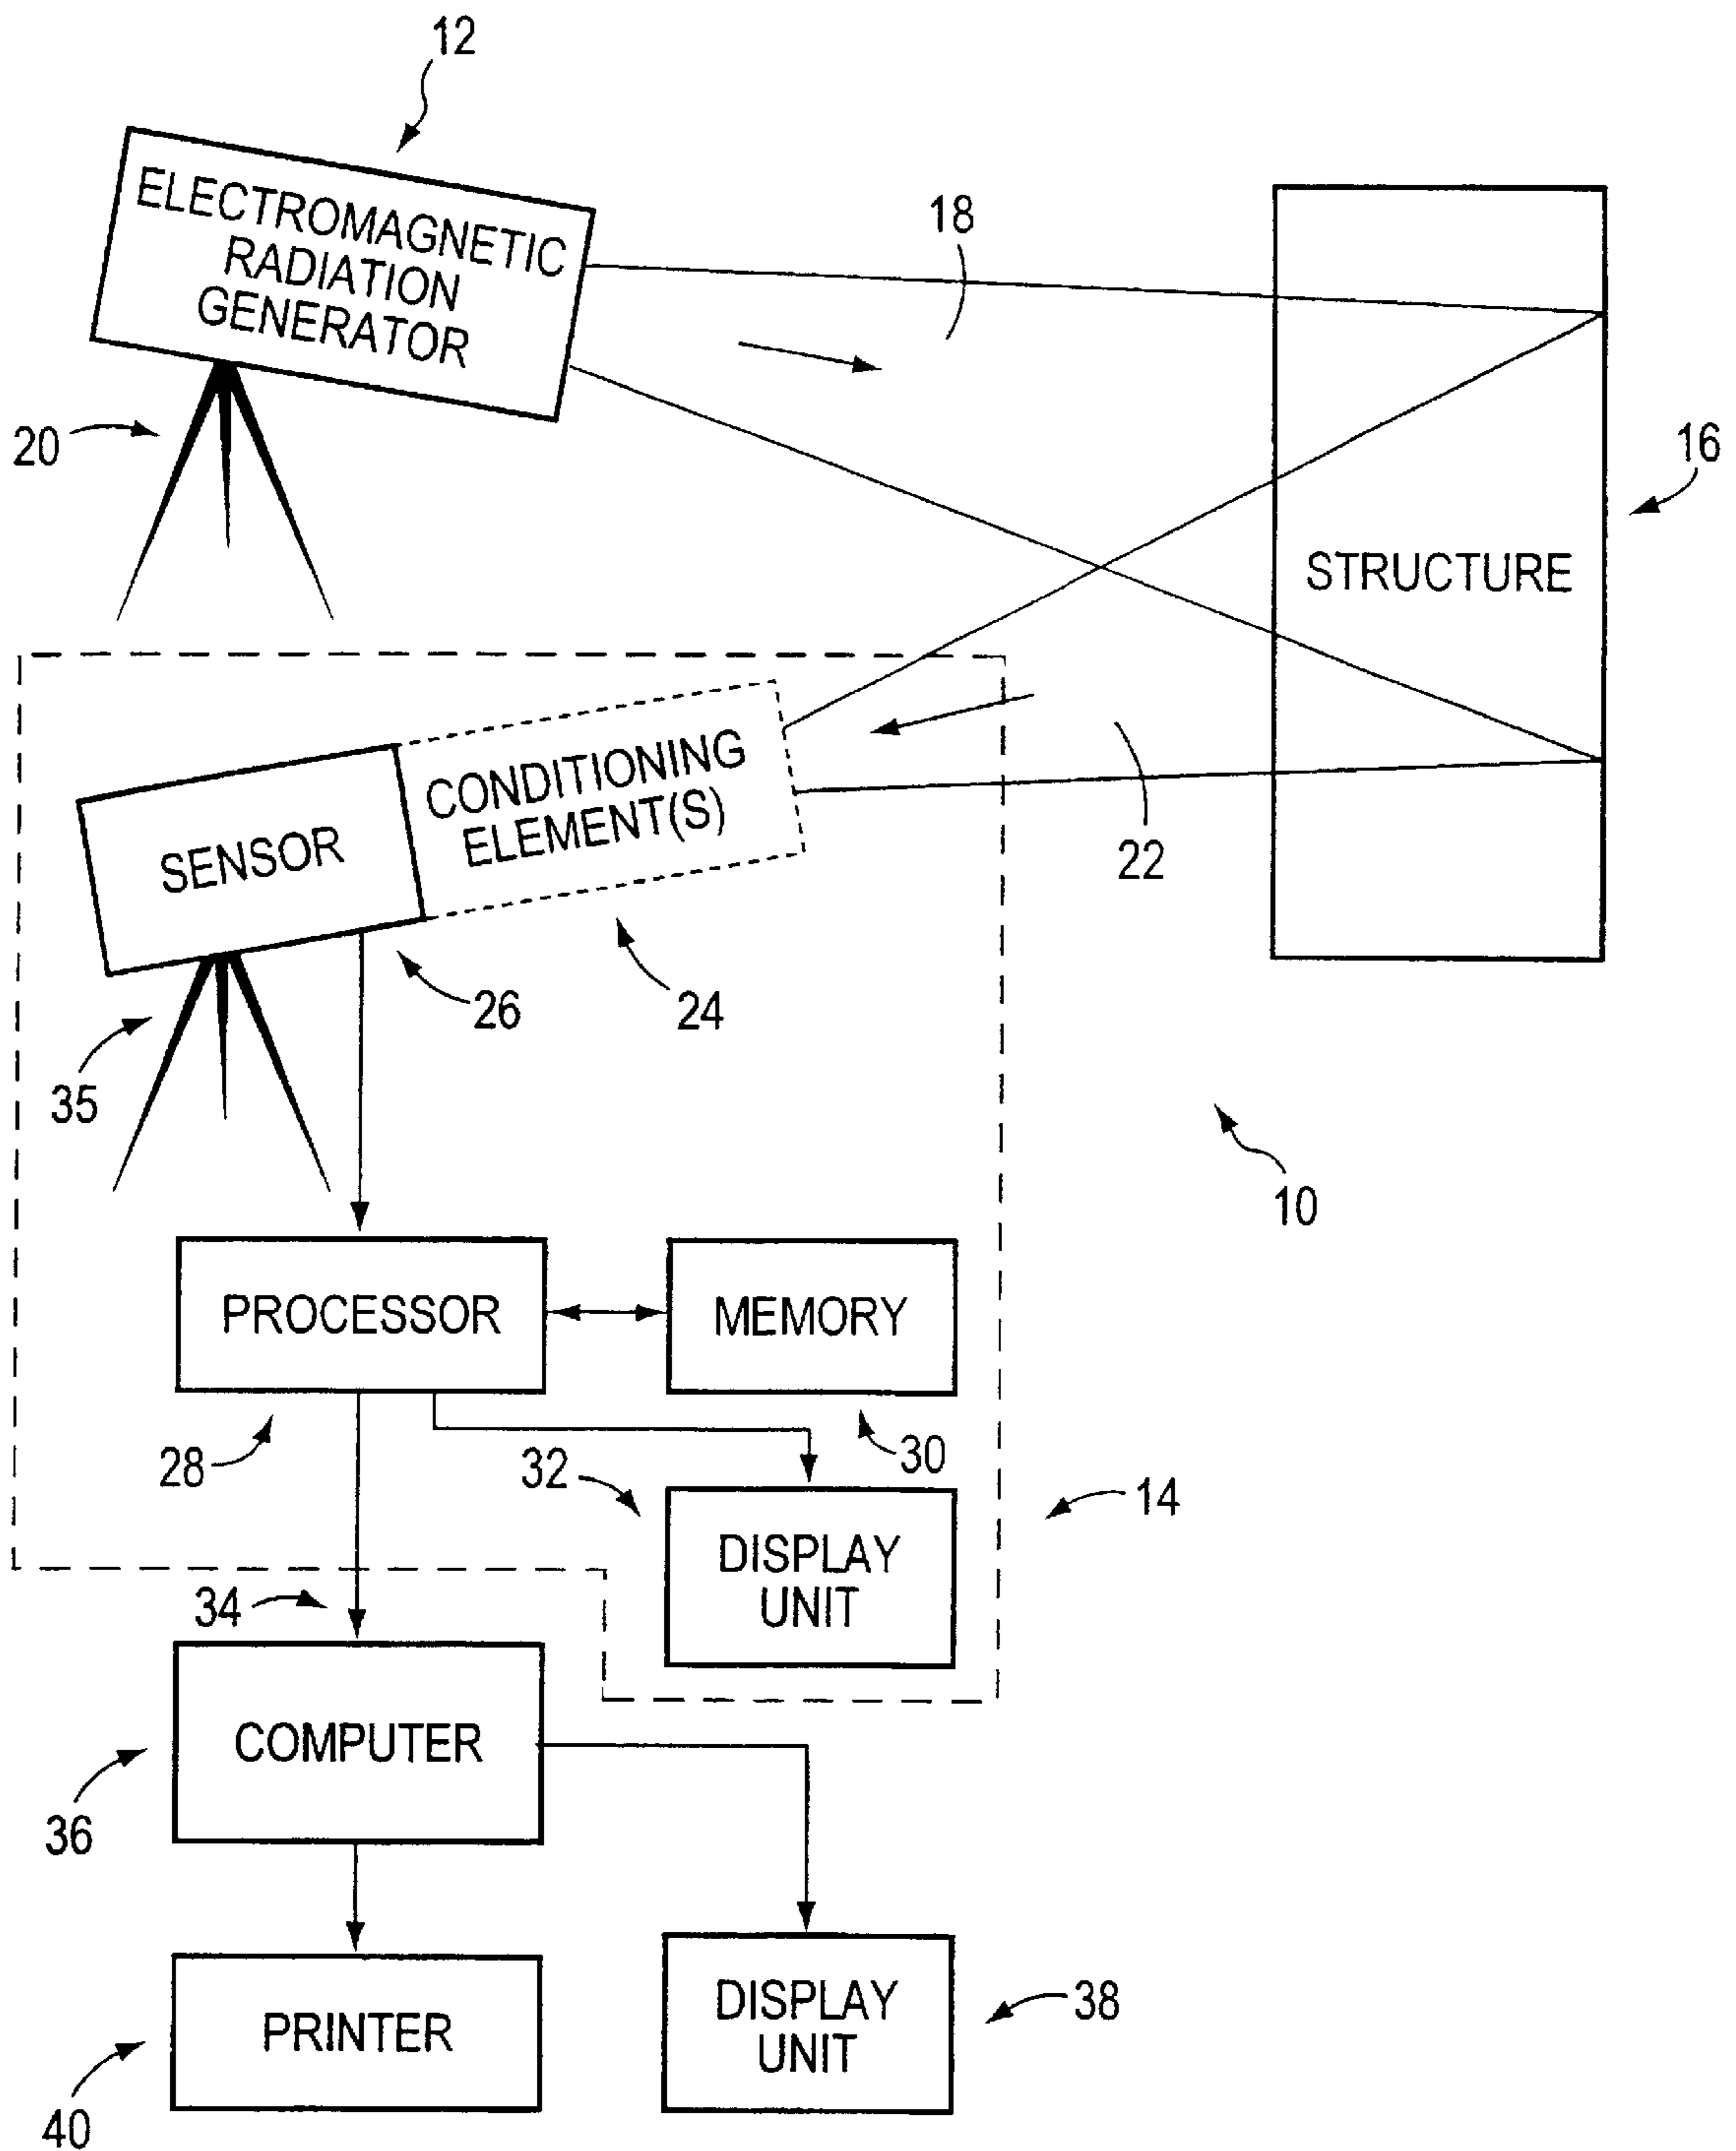 12
ELECTROMAGNETIC
RADIATION
GENERATOR
18
20
16
STRUCTURE
CONDITIONING
ELEMENT(S)
SENSOR
22
26
24
35
10
PROCESSOR
MEMORY
28
32
30
14
DISPLAY
UNIT
34
COMPUTER
36
PRINTER
DISPLAY
UNIT
38
40